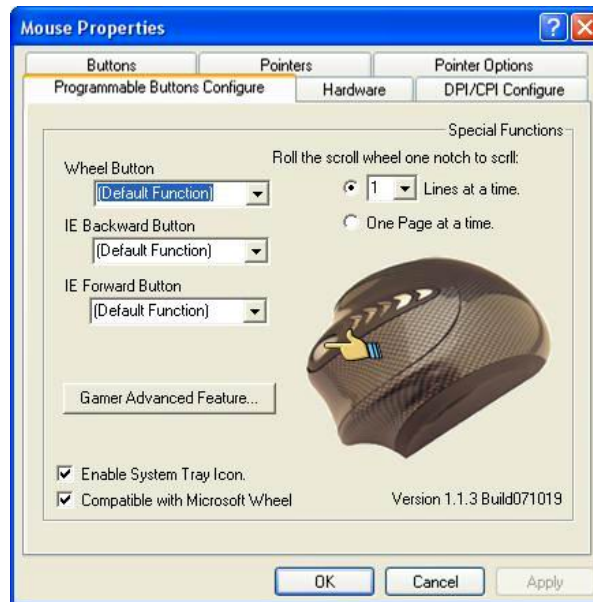 Mouse Properties
Buttons
Pointers
Pointer Options
Programmable Buttons Configure
Hardware
DPI/CPI Configure
Special Functions
Wheel Button
(Default Function)
IE Backward Button
(Default Function)
IE Forward Button
(Default Function)
Roll the scroll wheel one notch to scrll:
1 Lines at a time.
One Page at a time.
Gamer Advanced Feature...
Enable System Tray Icon.
Compatible with Microsoft Wheel
Version 1.1.3 Build071019
OK
Cancel
Apply